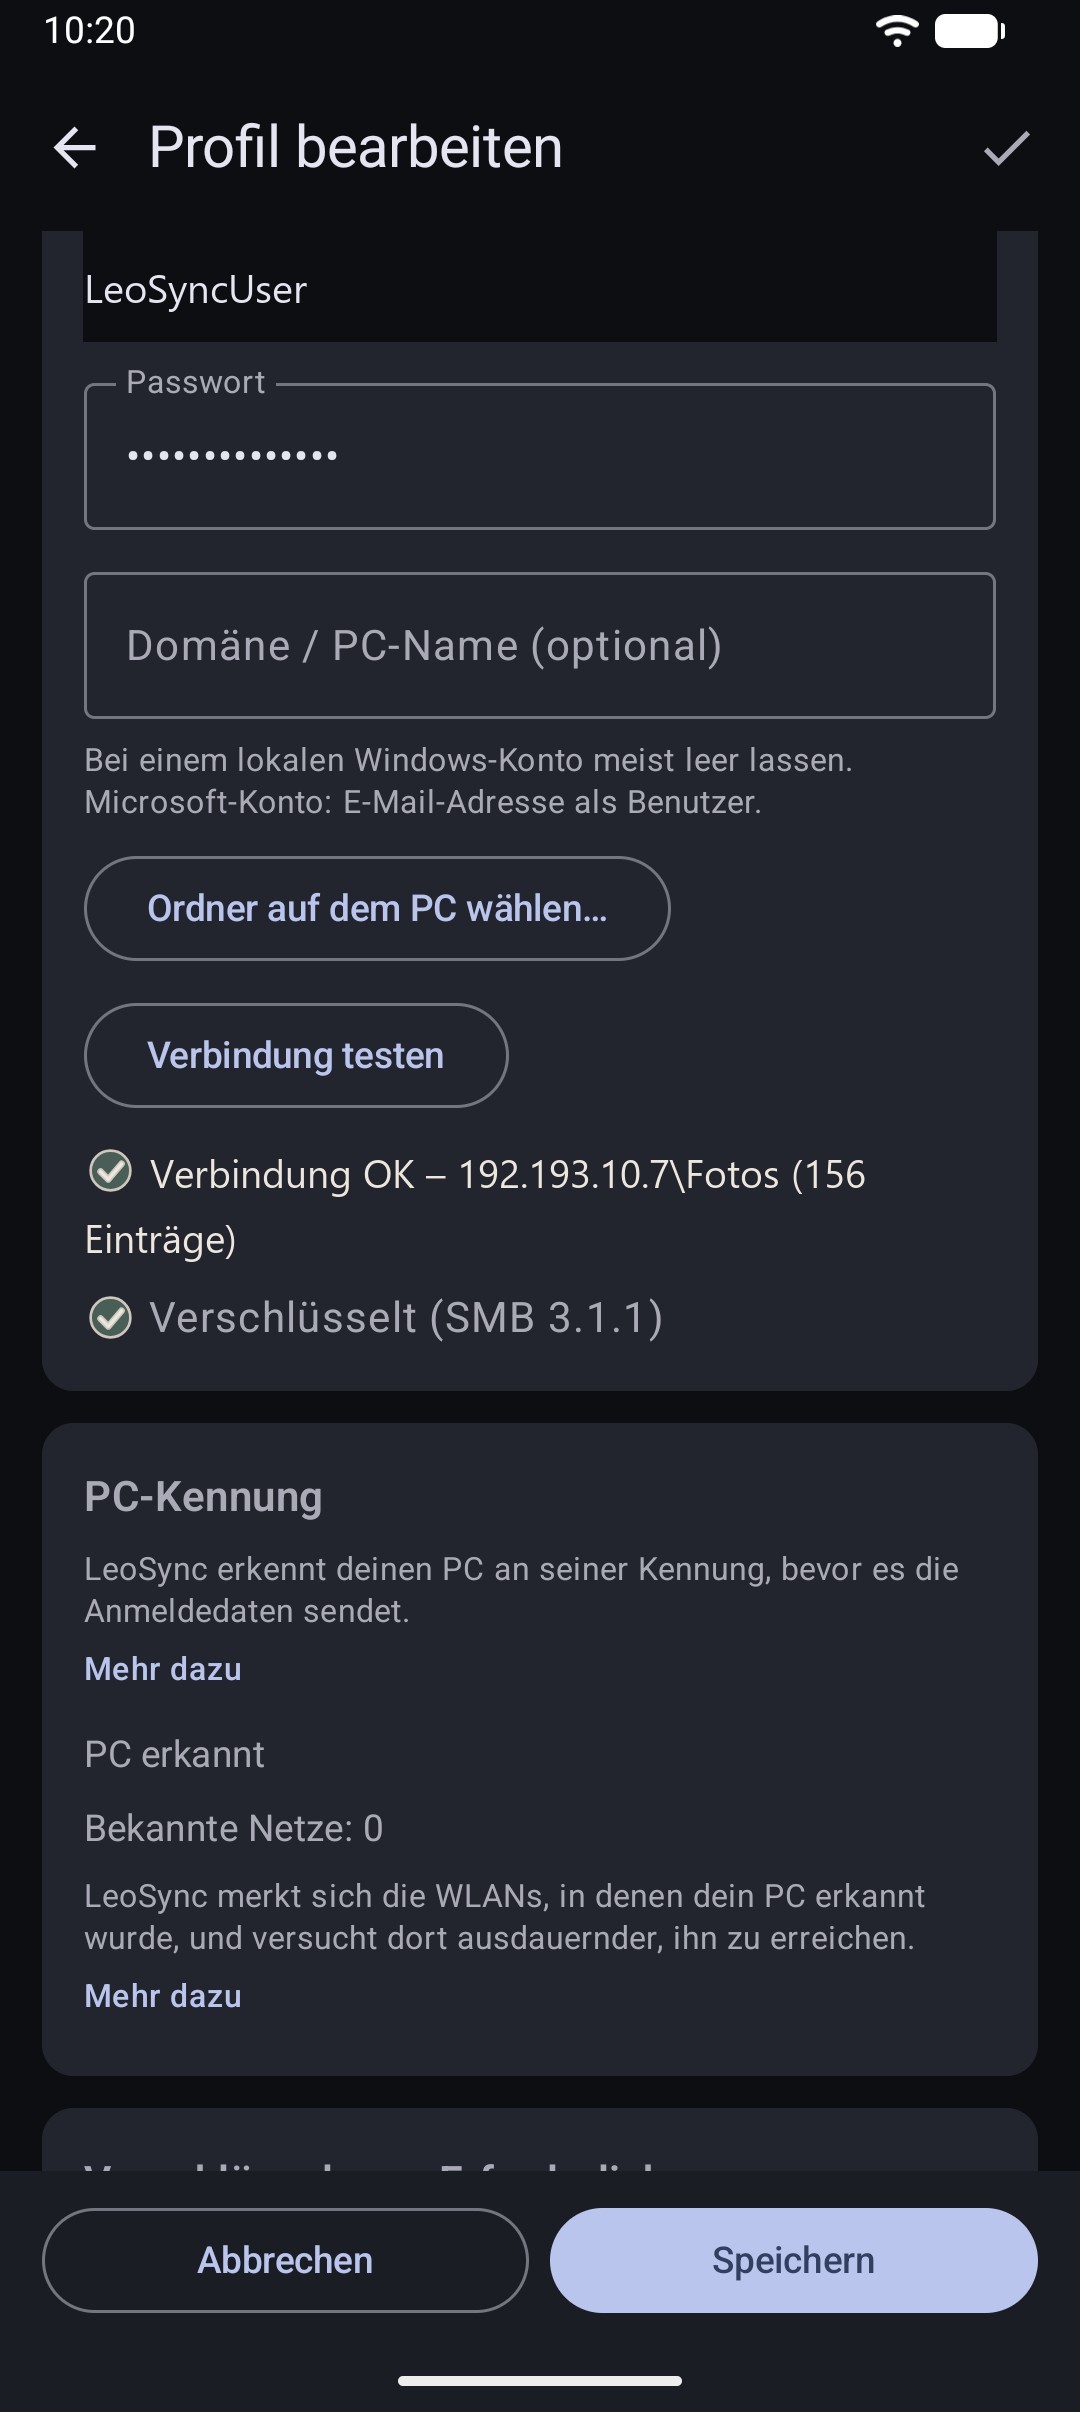 10:20
Profil bearbeiten
LeoSyncUser
Passwort
••••••••••••••
Domäne / PC-Name (optional)
Bei einem lokalen Windows-Konto meist leer lassen.
Microsoft-Konto: E-Mail-Adresse als Benutzer.
Ordner auf dem PC wählen…
Verbindung testen
Verbindung OK – 192.193.10.7\Fotos (156
Einträge)
Verschlüsselt (SMB 3.1.1)
PC-Kennung
LeoSync erkennt deinen PC an seiner Kennung, bevor es die
Anmeldedaten sendet.
Mehr dazu
PC erkannt
Bekannte Netze: 0
LeoSync merkt sich die WLANs, in denen dein PC erkannt
wurde, und versucht dort ausdauernder, ihn zu erreichen.
Mehr dazu
Abbrechen
Speichern